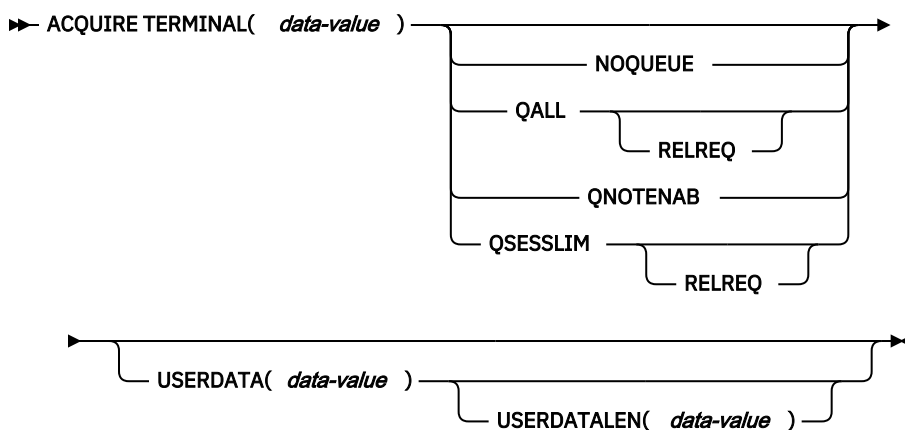 ACQUIRE TERMINAL( data-value )
NOQUEUE
QALL
RELREQ
QNOTENAB
QSESSLIM
RELREQ
USERDATA( data-value )
USERDATALEN( data-value )